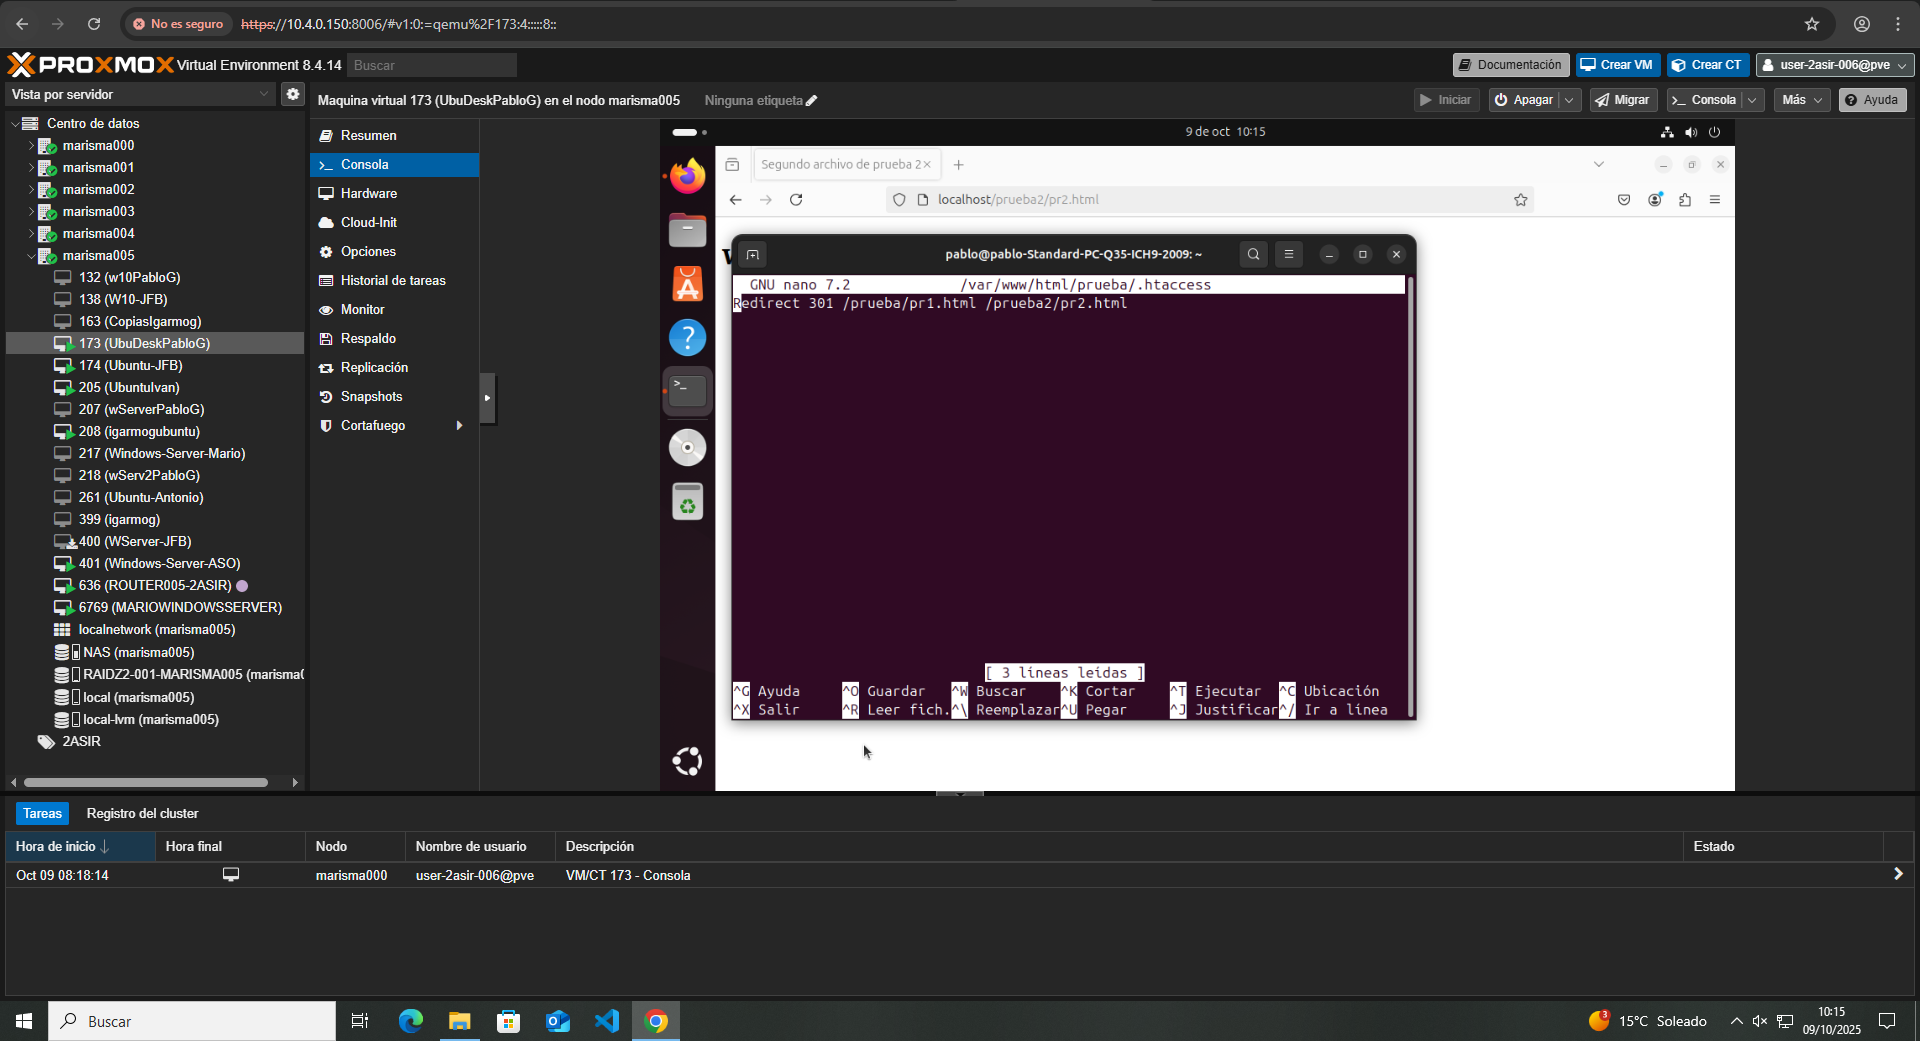 No es seguro https://10.4.0.150:8006/#v1:0:=qemu%2F173:4:::::8::
PROXMOX Virtual Environment 8.4.14 Buscar Documentación Crear VM Crear CT user-2asir-006@pve
Vista por servidor
Maquina virtual 173 (UbuDeskPabloG) en el nodo marisma005 Ninguna etiqueta Iniciar Apagar Migrar Consola Más Ayuda
Centro de datos
marisma000
marisma001
marisma002
marisma003
marisma004
marisma005
132 (w10PabloG)
138 (W10-JFB)
163 (CopiasIgarmog)
173 (UbuDeskPabloG)
174 (Ubuntu-JFB)
205 (UbuntuIvan)
207 (wServerPabloG)
208 (igarmogubuntu)
217 (Windows-Server-Mario)
218 (wServ2PabloG)
261 (Ubuntu-Antonio)
399 (igarmog)
400 (WServer-JFB)
401 (Windows-Server-ASO)
636 (ROUTER005-2ASIR)
6769 (MARIOWINDOWSSERVER)
localnetwork (marisma005)
NAS (marisma005)
RAIDZ2-001-MARISMA005 (marisma0
local (marisma005)
local-lvm (marisma005)
2ASIR
Resumen
Consola
Hardware
Cloud-Init
Opciones
Historial de tareas
Monitor
Respaldo
Replicación
Snapshots
Cortafuego
9 de oct 10:15
Segundo archivo de prueba 2
localhost/prueba2/pr2.html
pablo@pablo-Standard-PC-Q35-ICH9-2009: ~
GNU nano 7.2 /var/www/html/prueba/.htaccess
Redirect 301 /prueba/pr1.html /prueba2/pr2.html
[ 3 líneas leídas ]
^G Ayuda ^O Guardar ^W Buscar ^K Cortar ^T Ejecutar ^C Ubicación
^X Salir ^R Leer fich. ^\ Reemplazar ^U Pegar ^J Justificar ^/ Ir a línea
Tareas Registro del cluster
Hora de inicio Hora final Nodo Nombre de usuario Descripción Estado
Oct 09 08:18:14 marisma000 user-2asir-006@pve VM/CT 173 - Consola
Buscar
3 15°C Soleado
10:15
09/10/2025